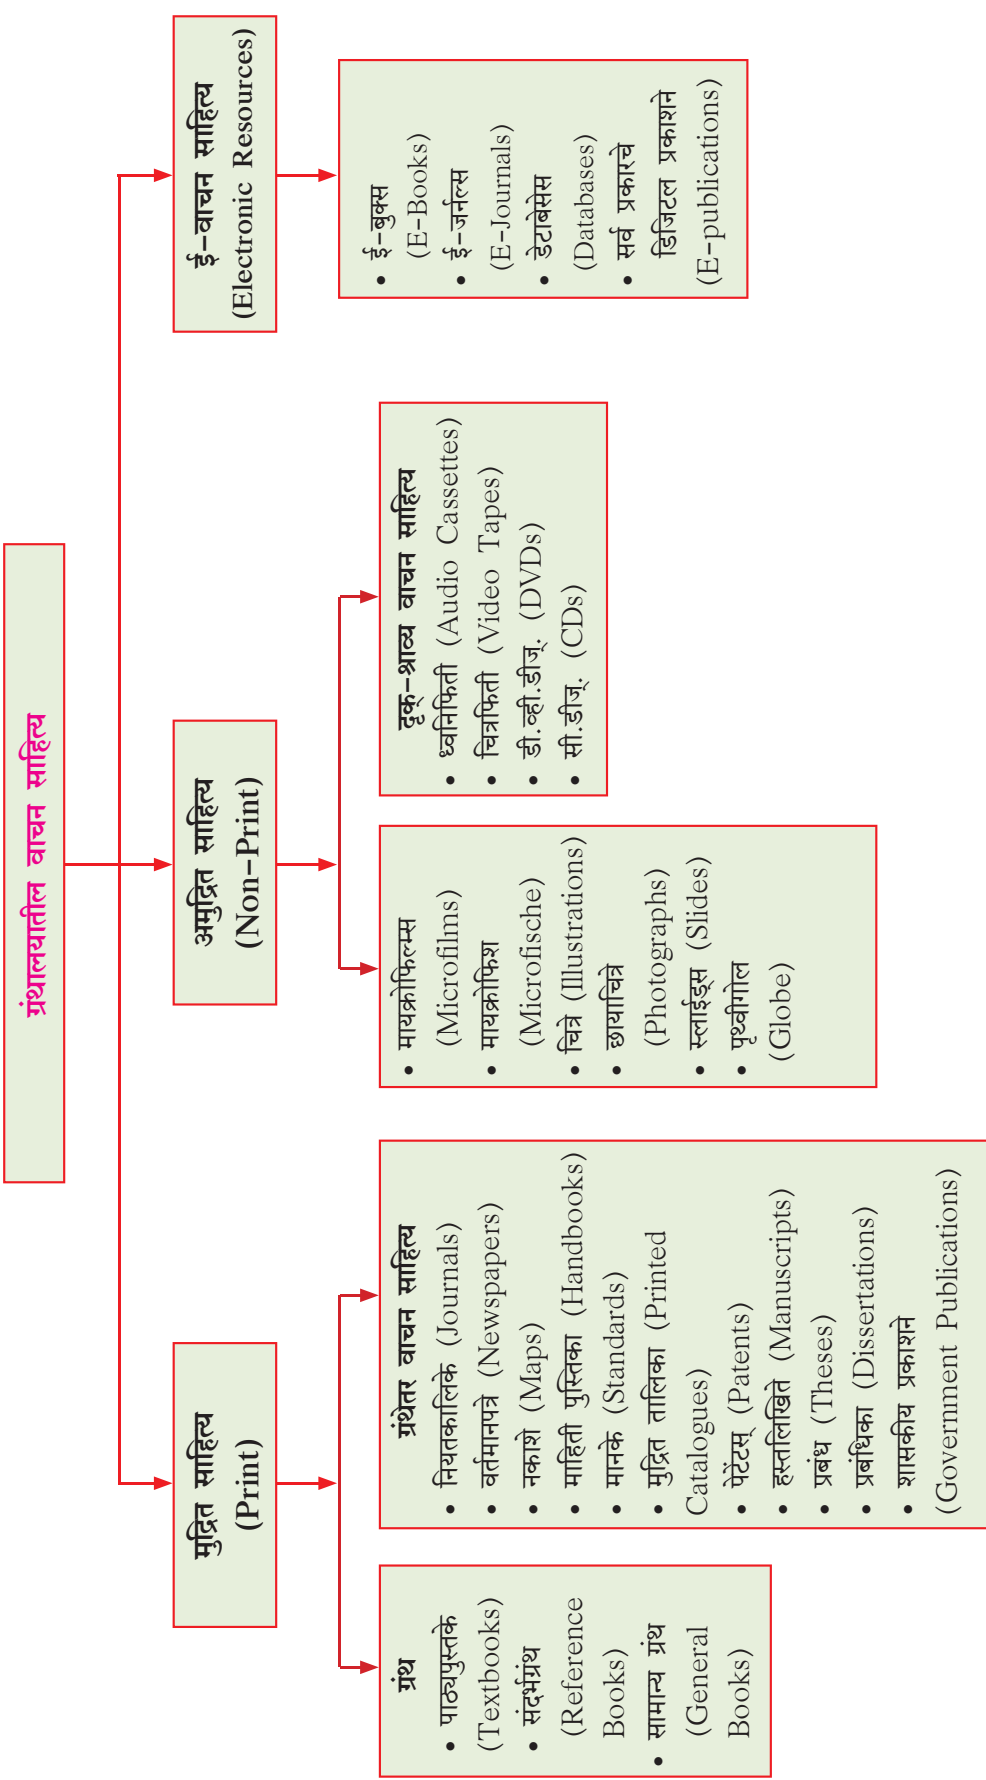 ग्रंथालयातील वाचन साहित्य
मुद्रित साहित्य
(Print)
अमुद्रित साहित्य
(Non-Print)
ई-वाचन साहित्य
(Electronic Resources)
ग्रंथ
• पाठ्यपुस्तके
(Textbooks)
• संदर्भग्रंथ
(Reference
Books)
• सामान्य ग्रंथ
(General
Books)
ग्रंथेतर वाचन साहित्य
• नियतकालिके (Journals)
• वर्तमानपत्रे (Newspapers)
• नकाशे (Maps)
• माहिती पुस्तिका (Handbooks)
• मानके (Standards)
• मुद्रित तालिका (Printed
Catalogues)
• पेटेंटस् (Patents)
• हस्तलिखिते (Manuscripts)
• प्रबंध (Theses)
• प्रबंधिका (Dissertations)
• शासकीय प्रकाशने
(Government Publications)
• मायक्रोफिल्म्स
(Microfilms)
• मायक्रोफिश
(Microfische)
• चित्रे (Illustrations)
• छायाचित्रे
(Photographs)
• स्लाईड्स (Slides)
• पृथ्वीगोल
(Globe)
दृक्-श्राव्य वाचन साहित्य
• ध्वनिफिती (Audio Cassettes)
• चित्रफिती (Video Tapes)
• डी.व्ही.डीज्. (DVDs)
• सी.डीज्. (CDs)
• ई-बुक्स
(E-Books)
• ई-जर्नल्स
(E-Journals)
• डेटाबेसेस
(Databases)
• सर्व प्रकारचे
डिजिटल प्रकाशने
(E-publications)